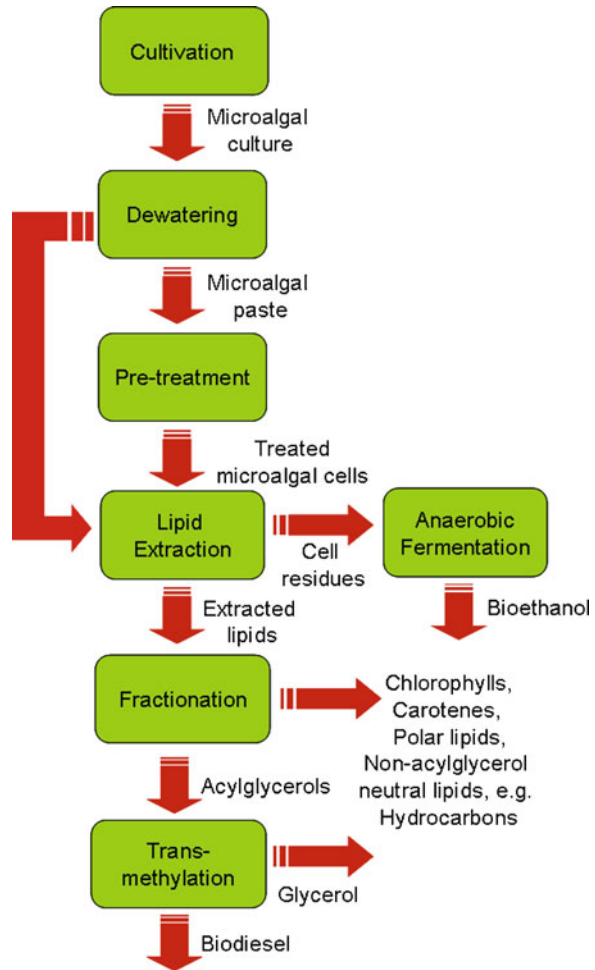 Cultivation
Microalgal
culture
Dewatering
Microalgal
paste
Pre-treatment
Treated
microalgal cells
Lipid
Extraction
Cell
residues
Anaerobic
Fermentation
Extracted
lipids
Bioethanol
Fractionation
Chlorophylls,
Carotenes,
Polar lipids,
Non-acylglycerol
neutral lipids, e.g.
Hydrocarbons
Acylglycerols
Trans-
methylation
Glycerol
Biodiesel